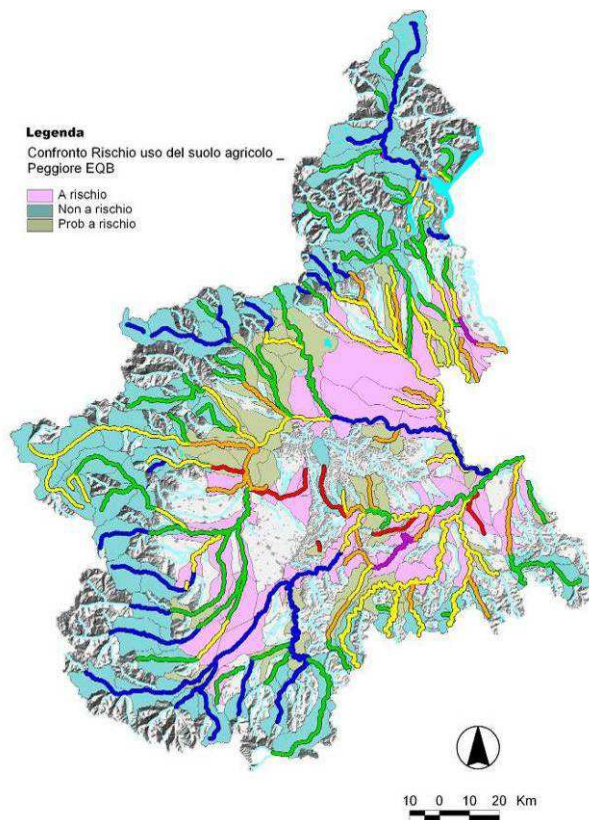 Legenda
Confronto Rischio uso del suolo agricolo _
Peggiore EQB
A rischio
Non a rischio
Prob a rischio
10 0 10 20 Km